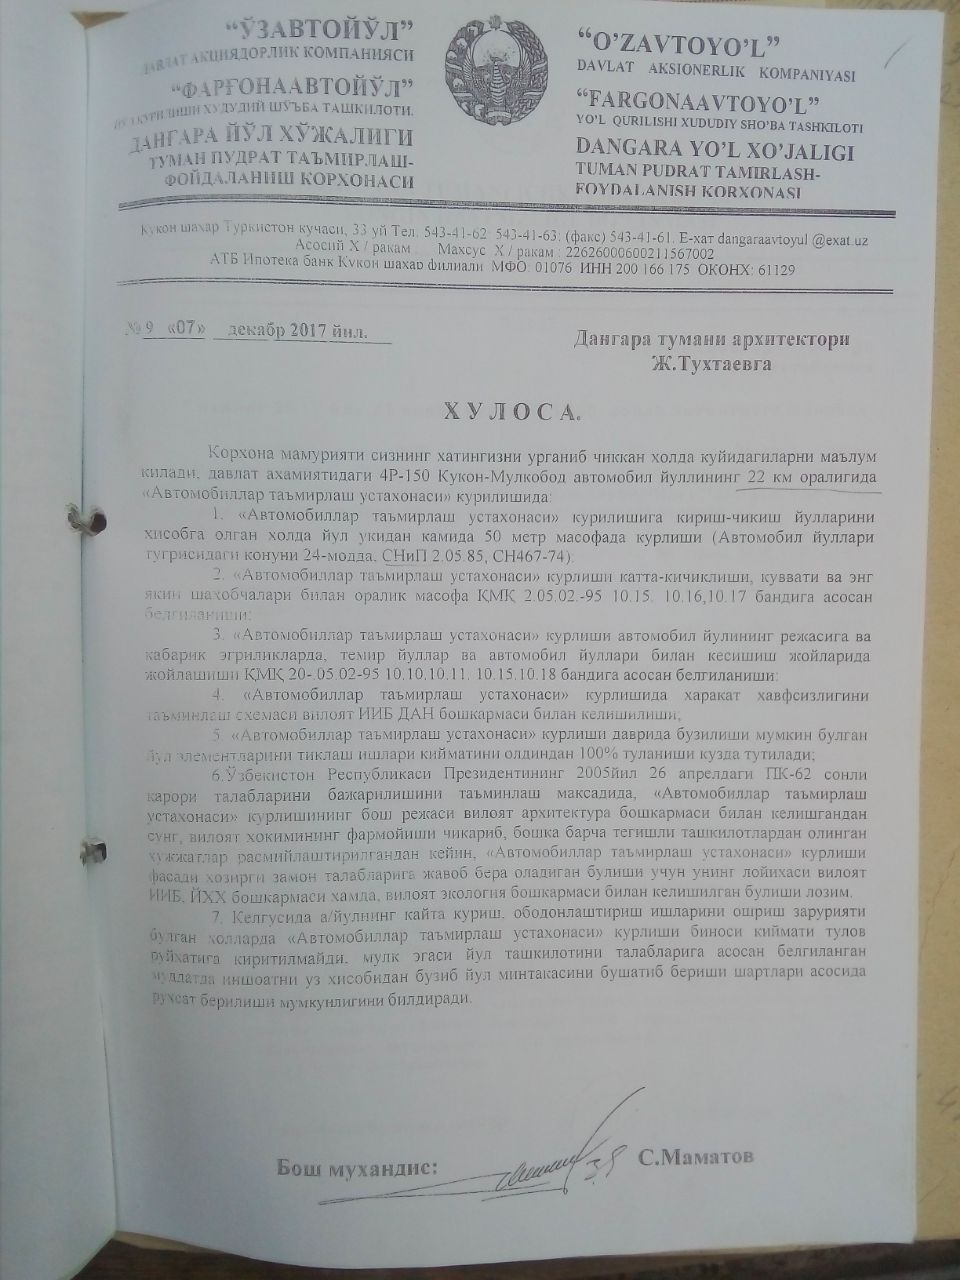 “ЎЗАВТОЙЎЛ”
ДАВЛАТ АКЦИЯДОРЛИК КОМПАНИЯСИ
“ФАРҒОНААВТОЙЎЛ”
ҚУРИЛИШИ ХУДУДИЙ ШЎЪБА ТАШКИЛОТИ.
ДАНГАРА ЙЎЛ ХЎЖАЛИГИ
ТУМАН ПУДРАТ ТАЪМИРЛАШ-
ФОЙДАЛАНИШ КОРХОНАСИ
“O’ZAVTOYO’L”
DAVLAT AKSIONERLIK KOMPANIYASI
“FARGONAAVTOYO’L”
YO’L QURILISHI XUDUDIY SHO’BA TASHKILOTI
DANGARA YO’L XO’JALIGI
TUMAN PUDRAT TAMIRLASH-
FOYDALANISH KORXONASI
Кукон шахар Туркистон кучаси, 33 уй Тел. 543-41-62; 543-41-63; (факс) 543-41-61. E-хат dangaraavtoyul @exat.uz
Асосий Х / ракам : Махсус Х / ракам : 22626000600211567002
АТБ Ипотека банк Кукон шахар филиали МФО: 01076 ИНН 200 166 175 ОКОНХ: 61129
№ 9 «07» декабр 2017 йил.
Дангара тумани архитектори
Ж.Тухтаевга
Х У Л О С А.
Корхона мамурияти сизнинг хатингизни урганиб чиккан холда куйидагиларни маълум
килади, давлат ахамиятидаги 4Р-150 Кукон-Мулкобод автомобил йуллининг 22 км оралигида
«Автомобиллар таъмирлаш устахонаси» курилишида:
1. «Автомобиллар таъмирлаш устахонаси» курилишига кириш-чикиш йулларини
хисобга олган холда йул укидан камида 50 метр масофада курлиши (Автомобил йуллари
тугрисидаги конуни 24-модда, СНиП 2.05.85, СН467-74);
2. «Автомобиллар таъмирлаш устахонаси» курлиши катта-кичиклиши, куввати ва энг
якин шахобчалари билан оралик масофа ҚМҚ 2.05.02.-95 10.15. 10.16,10.17 бандига асосан
белгиланиши;
3. «Автомобиллар таъмирлаш устахонаси» курлиши автомобил йулининг режасига ва
кабарик эгриликларда, темир йуллар ва автомобил йуллари билан кесишиш жойларида
жойлашиши ҚМҚ 20-.05.02-95 10.10,10.11. 10.15.10.18 бандига асосан белгиланиши:
4. «Автомобиллар таъмирлаш устахонаси» курлишида харакат хавфсизлигини
таъминлаш схемаси вилоят ИИБ ДАН бошкармаси билан келишилиши;
5. «Автомобиллар таъмирлаш устахонаси» курлиши даврида бузилиши мумкин булган
йул элементларини тиклаш ишлари кийматини олдиндан 100% туланиши кузда тутилади;
6.Ўзбекистон Республикаси Президентининг 2005йил 26 апрелдаги ПК-62 сонли
карори талабларини бажарилишини таъминлаш максадида, «Автомобиллар таъмирлаш
устахонаси» курлишининг бош режаси вилоят архитектура бошкармаси билан келишгандан
сунг, вилоят хокимининг фармойиши чикариб, бошка барча тегишли ташкилотлардан олинган
хужжатлар расмийлаштирилгандан кейин, «Автомобиллар таъмирлаш устахонаси» курлиши
фасади хозирги замон талабларига жавоб бера оладиган булиши учун унинг лойихаси вилоят
ИИБ, ЙХХ бошкармаси хамда, вилоят экология бошкармаси билан келишилган булиши лозим.
7. Келгусида а/йулнинг кайта куриш, ободонлаштириш ишларини ошриш зарурияти
булган холларда «Автомобиллар таъмирлаш устахонаси» курлиши биноси киймати тулов
руйхатига киритилмайди, мулк эгаси йул ташкилотини талабларига асосан белгиланган
муддатда иншоатни уз хисобидан бузиб йул минтакасини бушатиб бериши шартлари асосида
рухсат берилиши мумкунлигини билдиради.
Бош мухандис:
С.Маматов